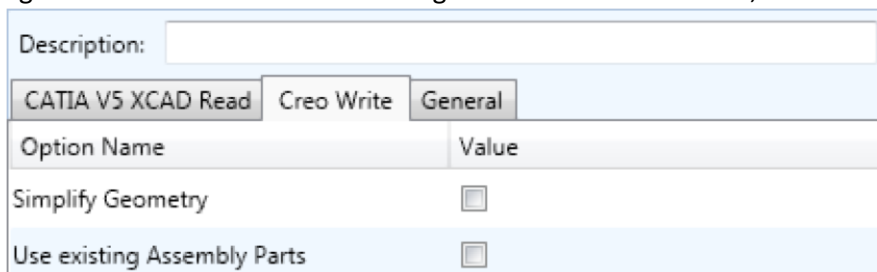 Description:
CATIA V5 XCAD Read Creo Write General
Option Name Value
Simplify Geometry
Use existing Assembly Parts